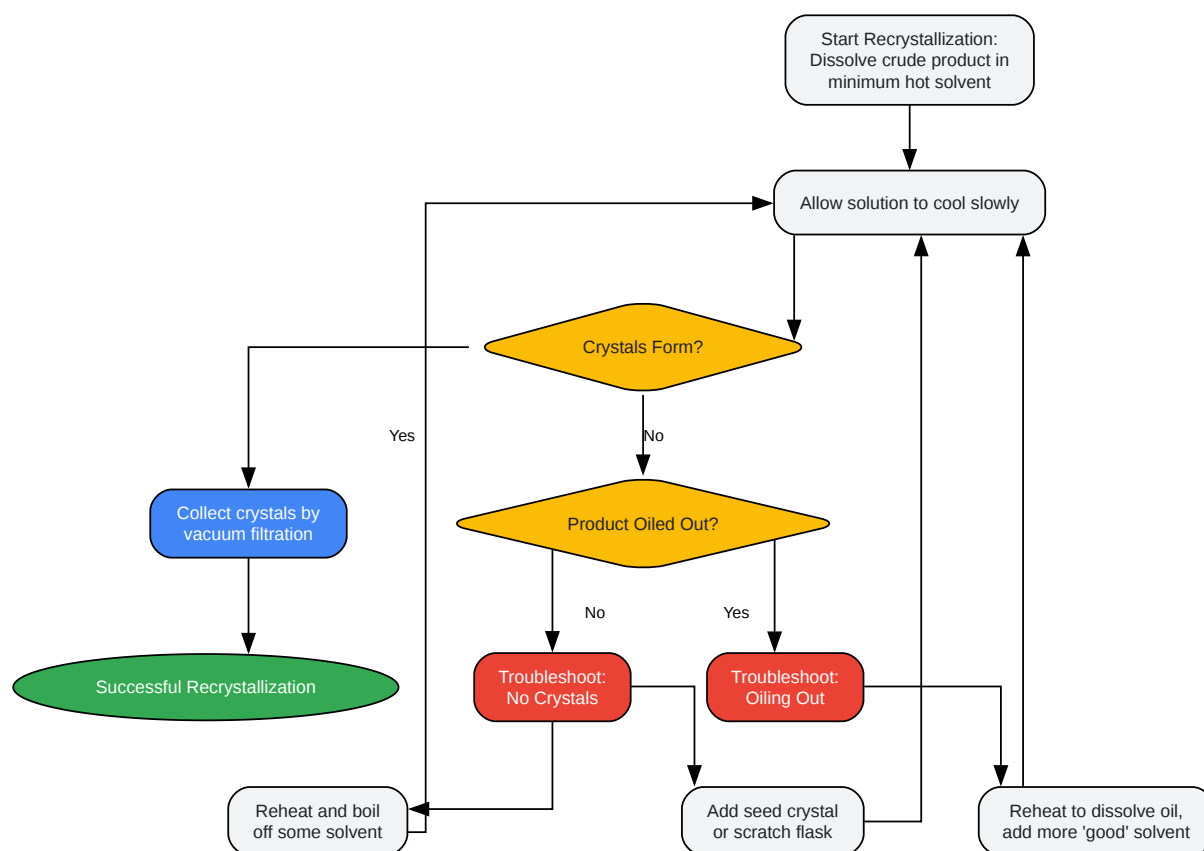 Start Recrystallization:
Dissolve crude product in
minimum hot solvent
Allow solution to cool slowly
Crystals Form?
Yes
No
Collect crystals by
vacuum filtration
Product Oiled Out?
No
Yes
Successful Recrystallization
Troubleshoot:
No Crystals
Troubleshoot:
Oiling Out
Reheat and boil
off some solvent
Add seed crystal
or scratch flask
Reheat to dissolve oil,
add more 'good' solvent